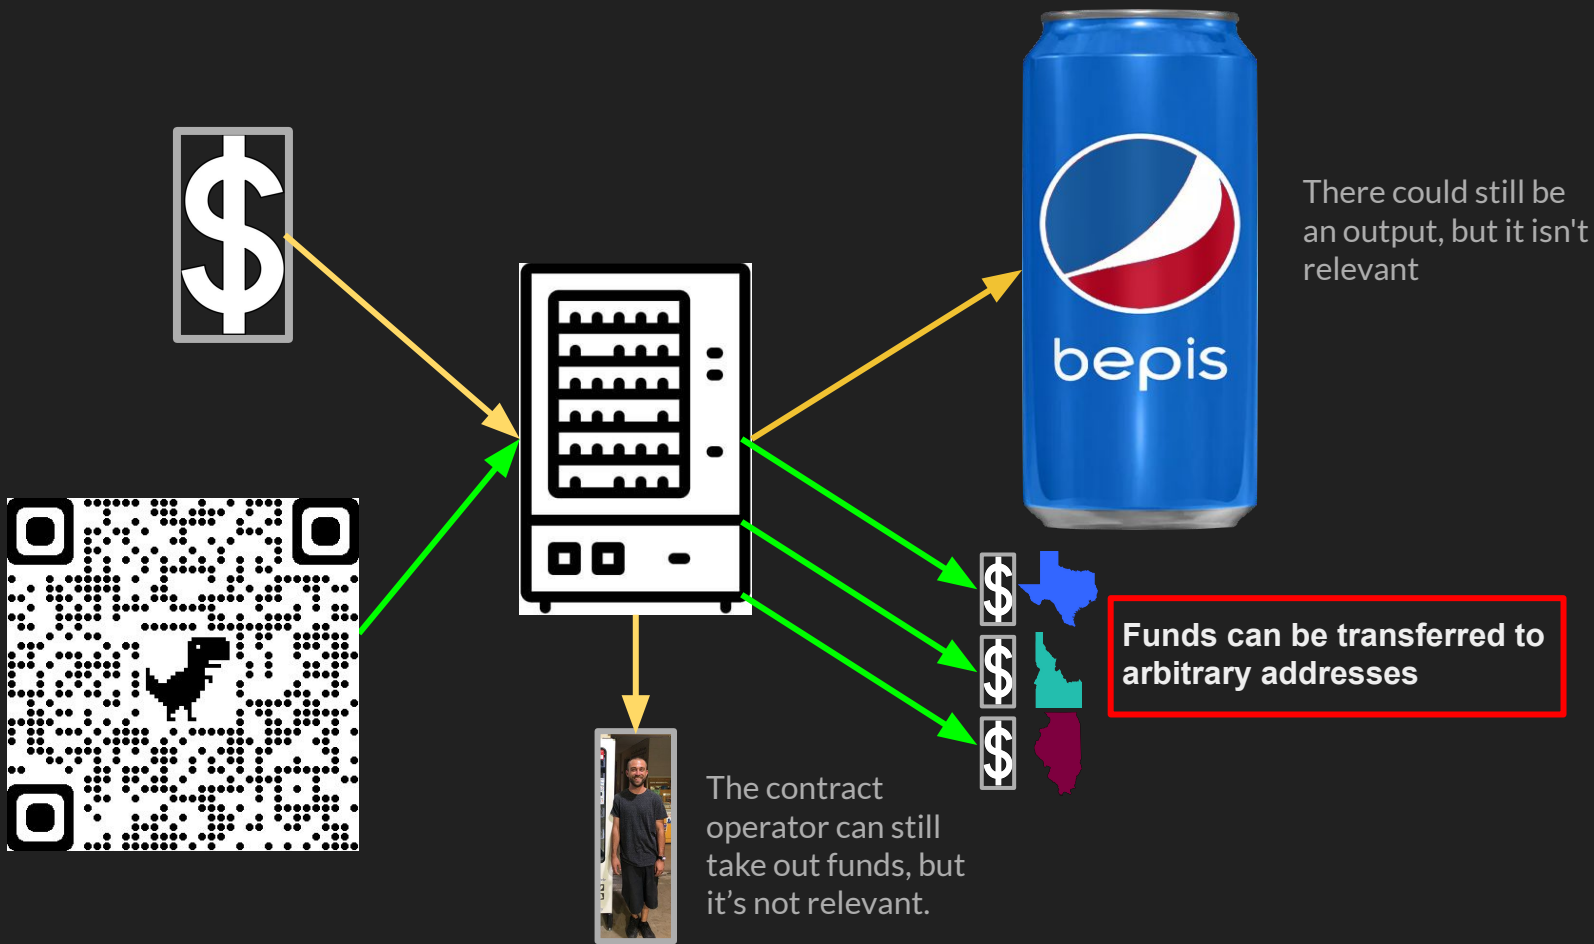 There could still be
an output, but it isn't
relevant
bepis
Funds can be transferred to
arbitrary addresses
The contract
operator can still
take out funds, but
it’s not relevant.
$
$
$
$